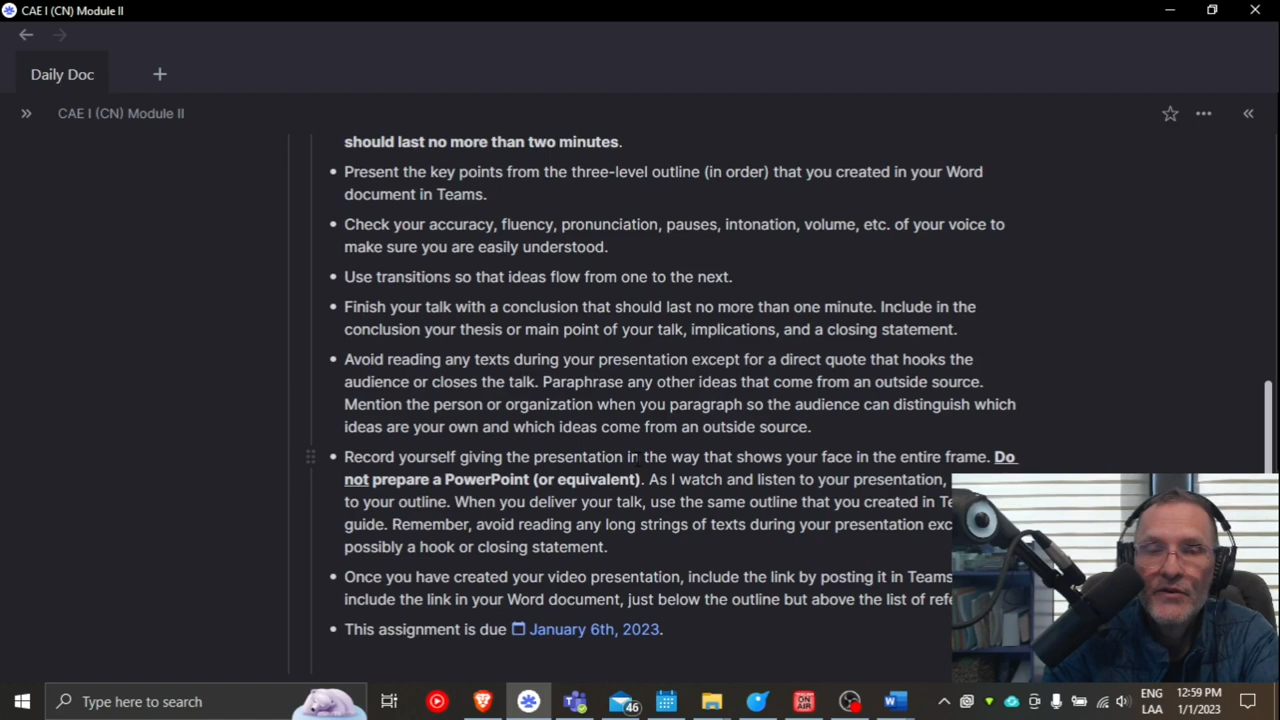 CAE I (CN) Module II
Daily Doc
CAE I (CN) Module II
should last no more than two minutes.
Present the key points from the three-level outline (in order) that you created in your Word
document in Teams.
Check your accuracy, fluency, pronunciation, pauses, intonation, volume, etc. of your voice to
make sure you are easily understood.
Use transitions so that ideas flow from one to the next.
Finish your talk with a conclusion that should last no more than one minute. Include in the
conclusion your thesis or main point of your talk, implications, and a closing statement.
Avoid reading any texts during your presentation except for a direct quote that hooks the
audience or closes the talk. Paraphrase any other ideas that come from an outside source.
Mention the person or organization when you paragraph so the audience can distinguish which
ideas are your own and which ideas come from an outside source.
Record yourself giving the presentation in the way that shows your face in the entire frame. Do
not prepare a PowerPoint (or equivalent). As I watch and listen to your presentation,
to your outline. When you deliver your talk, use the same outline that you created in
guide. Remember, avoid reading any long strings of texts during your presentation
possibly a hook or closing statement.
Once you have created your video presentation, include the link by posting it in Teams
include the link in your Word document, just below the outline but above the list of
This assignment is due January 6th, 2023.
Type here to search
46
ON AIR
ENG
LAA
12:59 PM
1/1/2023